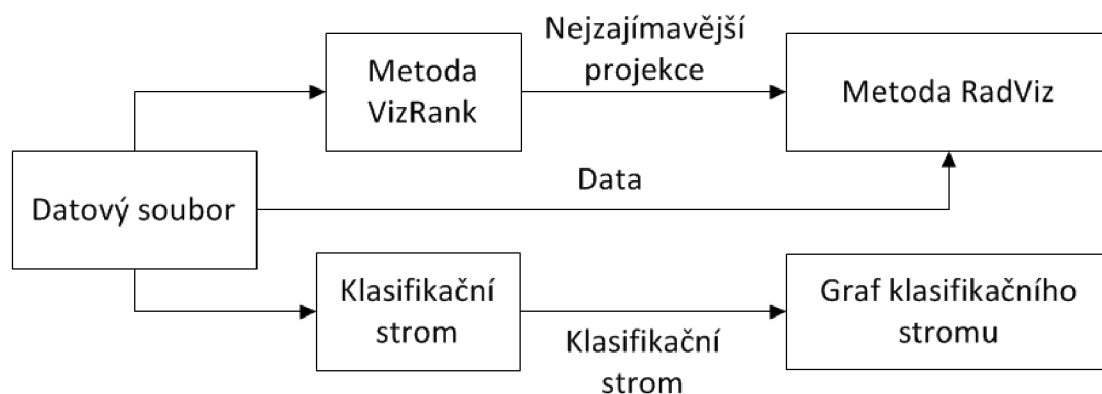 Nejzajímavější
projekce
Metoda
VizRank
Metoda RadViz
Data
Datový soubor
Klasifikační
strom
Klasifikační
strom
Graf klasifikačního
stromu